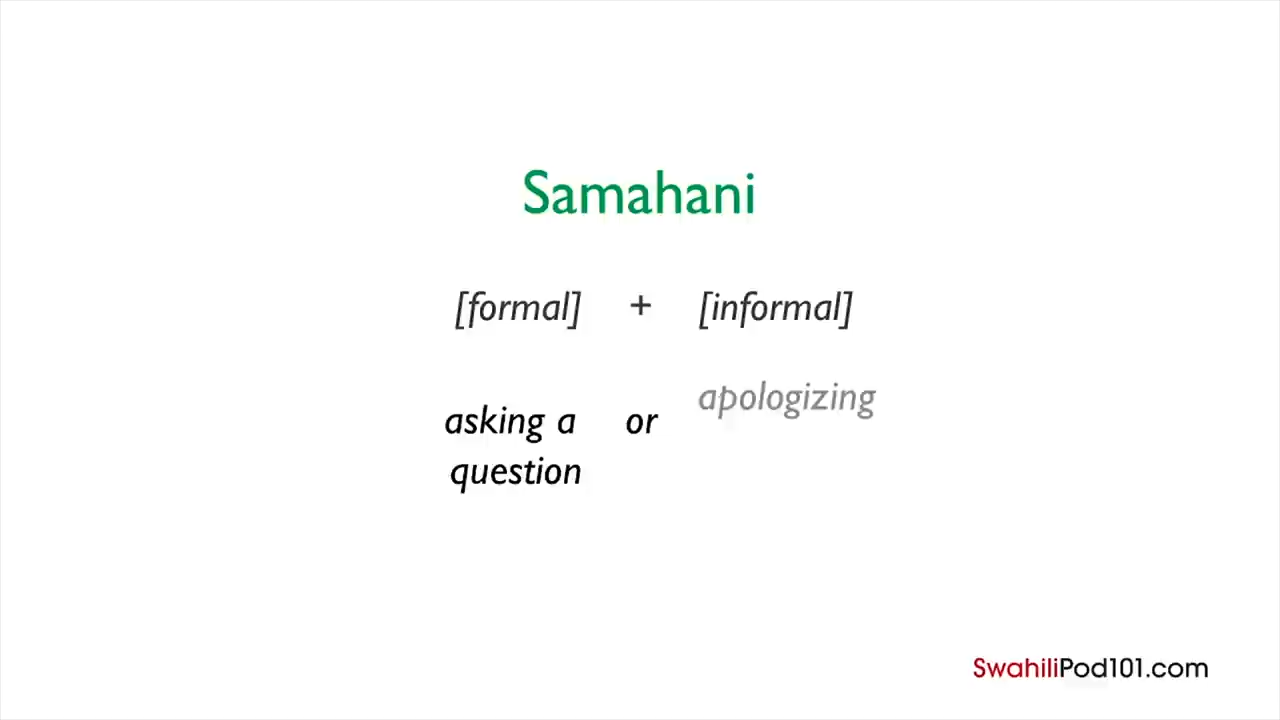 Samahani
[formal] + [informal]
asking a or apologizing
question
SwahiliPod101.com